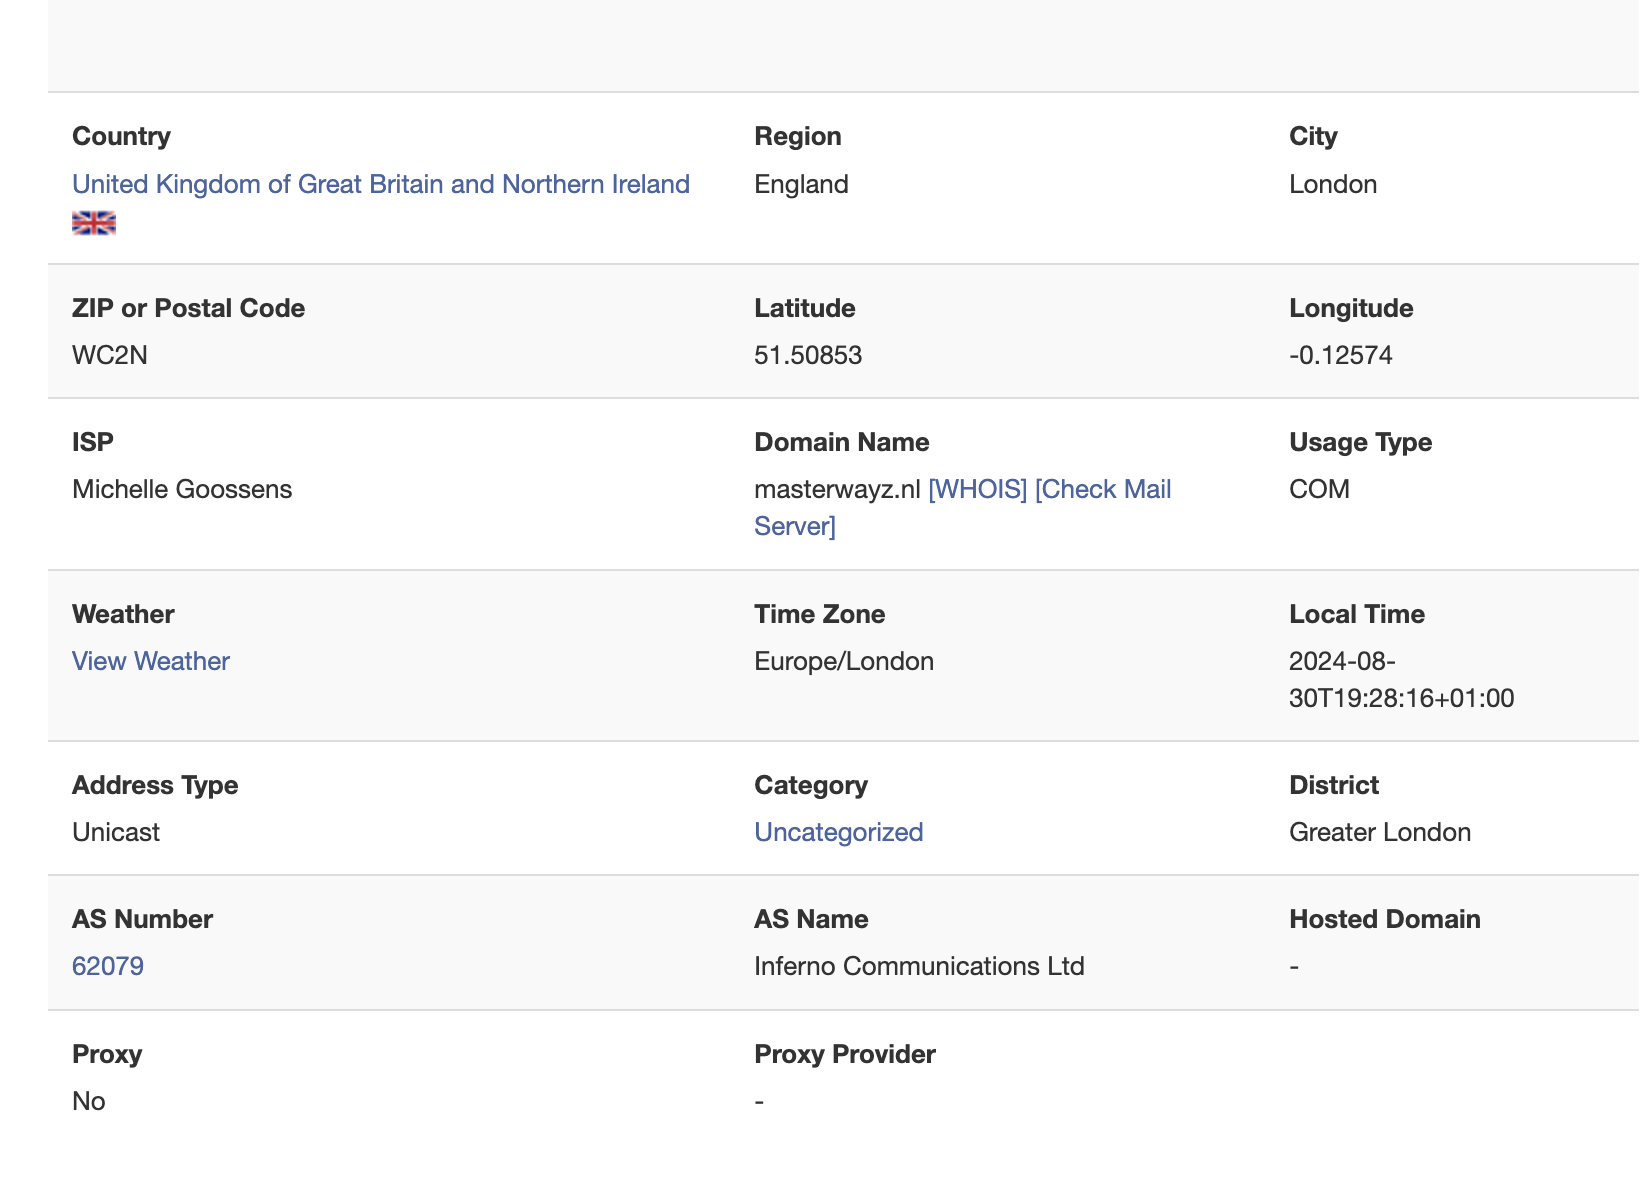 Country
Region
City
United Kingdom of Great Britain and Northern Ireland
England
London
ZIP or Postal Code
Latitude
Longitude
WC2N
51.50853
-0.12574
ISP
Domain Name
Usage Type
Michelle Goossens
masterwayz.nl [WHOIS] [Check Mail
Server]
COM
Weather
Time Zone
Local Time
View Weather
Europe/London
2024-08-
30T19:28:16+01:00
Address Type
Category
District
Unicast
Uncategorized
Greater London
AS Number
AS Name
Hosted Domain
62079
Inferno Communications Ltd
-
Proxy
Proxy Provider
No
-